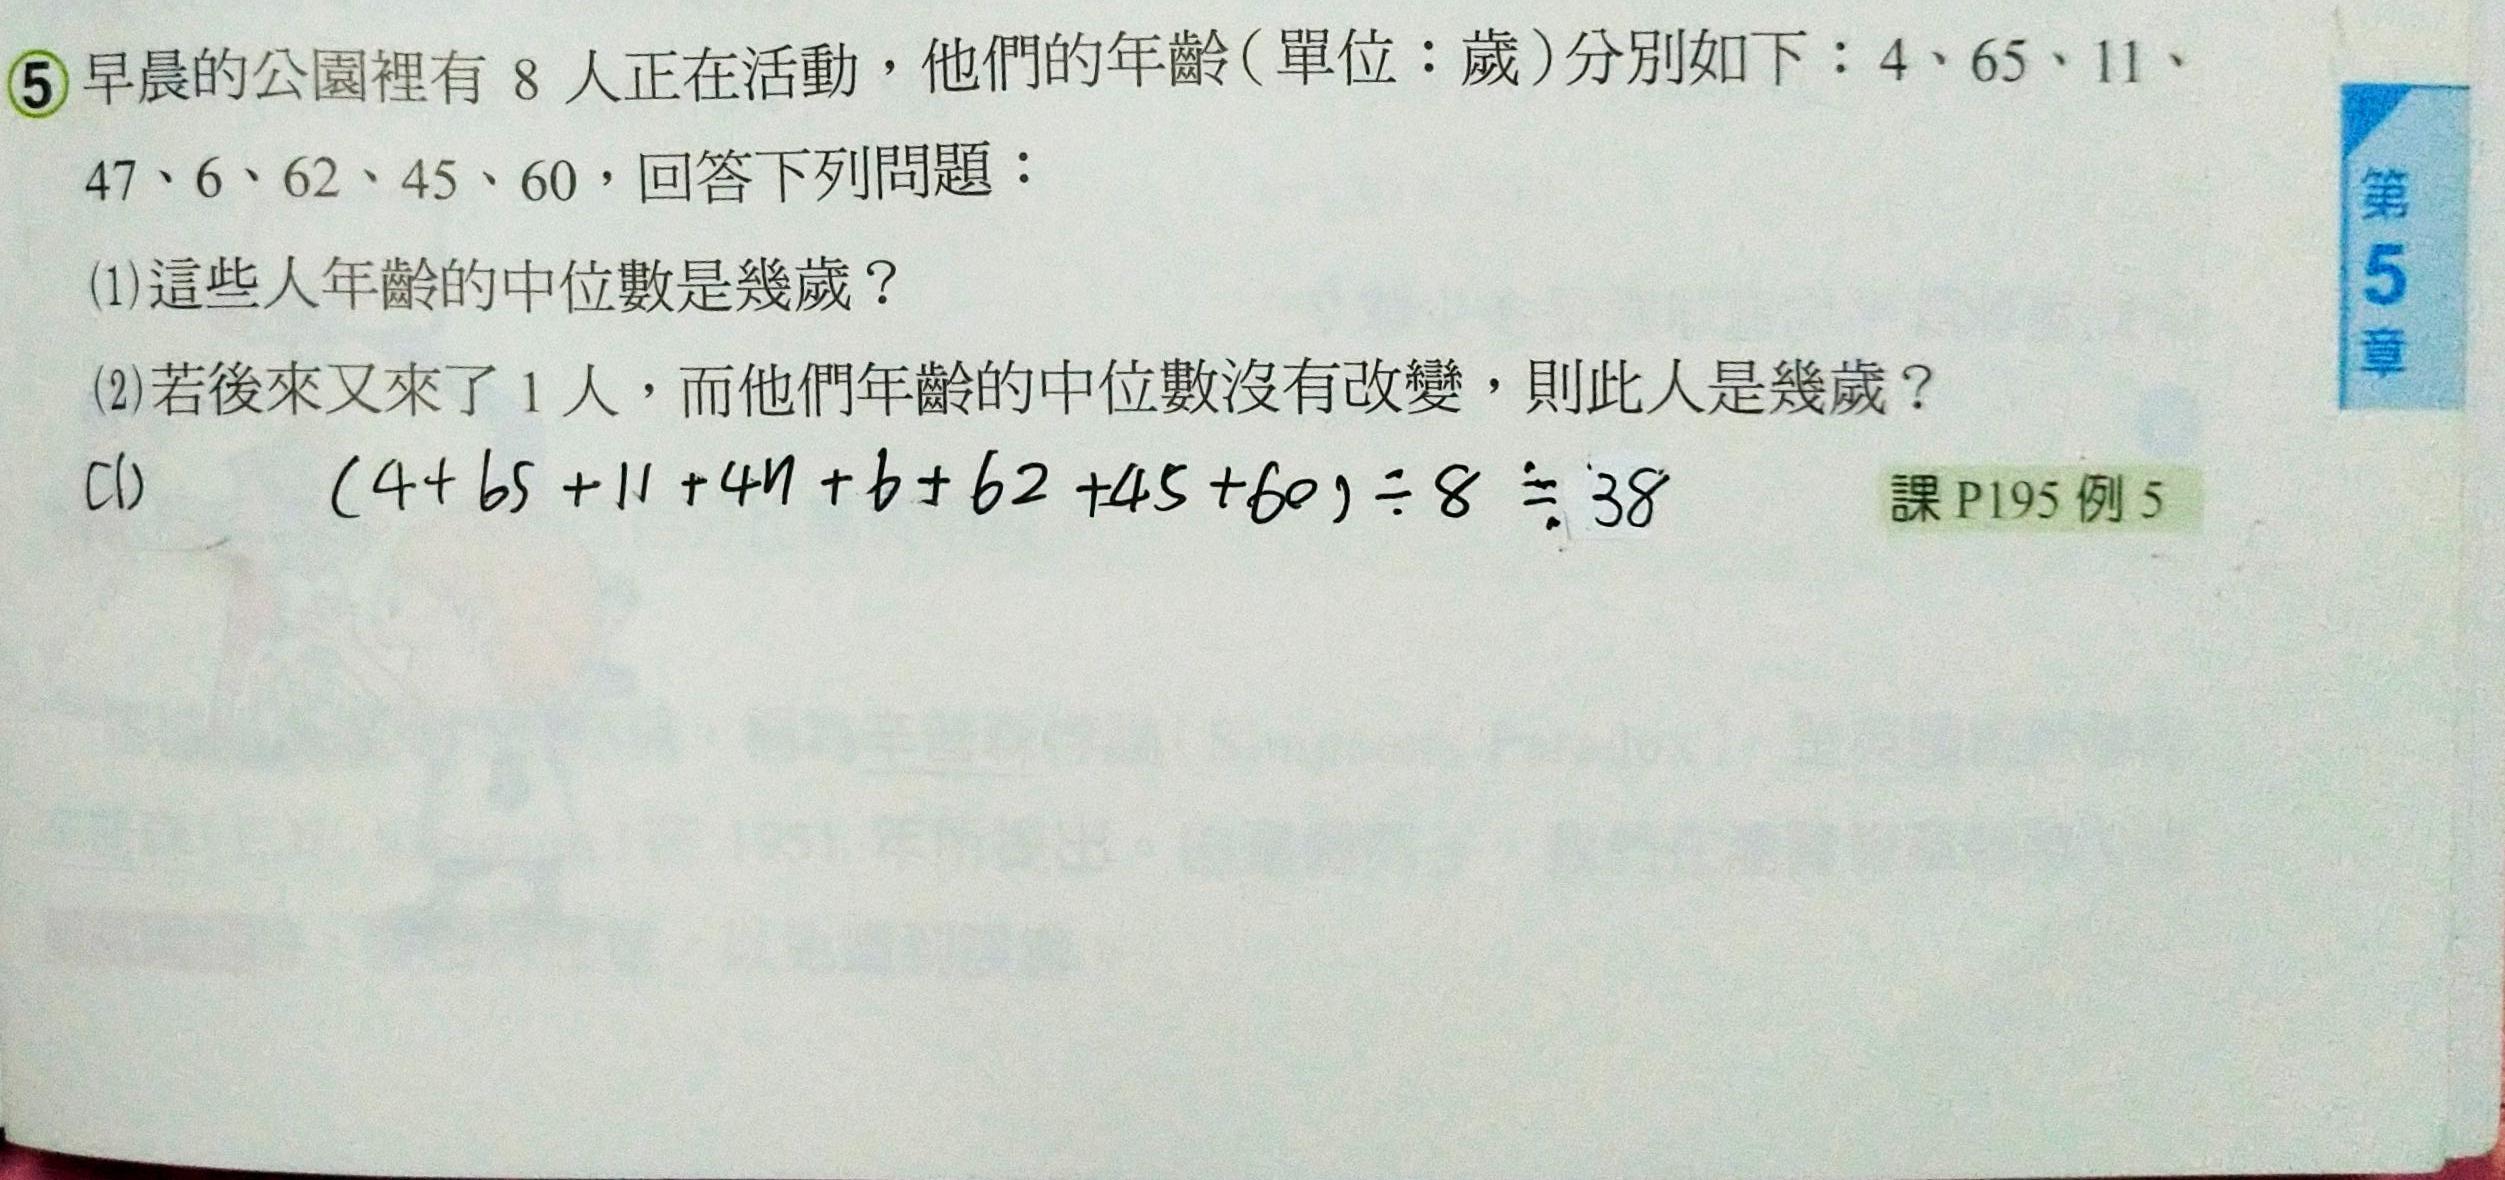 ⑤早晨的公園裡有 8 人正在活動，他們的年齡(單位：歲)分別如下：4、65、11、
47、6、62、45、60，回答下列問題：
⑴這些人年齡的中位數是幾歲？
⑵若後來又來了 1 人，而他們年齡的中位數沒有改變，則此人是幾歲？
(1) (4+65+11+47+6+62+45+60)÷8≒38
課 P195 例 5
第5章